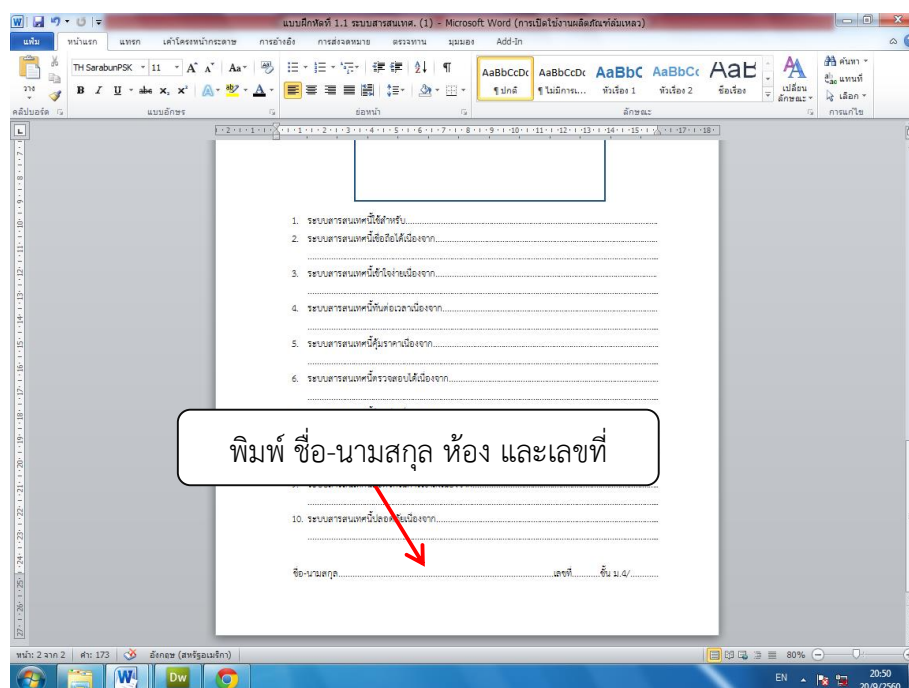 แบบฝึกหัดที่ 1.1 ระบบสารสนเทศ. (1) - Microsoft Word (การเปิดใช้งานผลิตภัณฑ์ล้มเหลว)
แฟ้ม หน้าแรก แทรก เค้าโครงหน้ากระดาษ การอ้างอิง การส่งจดหมาย ตรวจทาน มุมมอง Add-In
วาง TH SarabunPSK 11 AaBbCcDc AaBbCcDc AaBbC AaBbCc ค้นหา
แทนที่
¶ ปกติ ¶ ไม่มีการเ... หัวเรื่อง 1 หัวเรื่อง 2 ชื่อเรื่อง เปลี่ยนลักษณะ เลือก
คลิปบอร์ด แบบอักษร ย่อหน้า ลักษณะ การแก้ไข
1. ระบบสารสนเทศนี้ใช้สำหรับ
2. ระบบสารสนเทศนี้เชื่อถือได้เนื่องจาก
3. ระบบสารสนเทศนี้เข้าใจง่ายเนื่องจาก
4. ระบบสารสนเทศนี้ทันต่อเวลาเนื่องจาก
5. ระบบสารสนเทศนี้คุ้มราคาเนื่องจาก
6. ระบบสารสนเทศนี้ตรวจสอบได้เนื่องจาก
พิมพ์ ชื่อ-นามสกุล ห้อง และเลขที่
10. ระบบสารสนเทศนี้ปลอดภัยเนื่องจาก
ชื่อ-นามสกุล เลขที่ ชั้น ม.4/
หน้า: 2 จาก 2 คำ: 173 อังกฤษ (สหรัฐอเมริกา) 80%
EN 20:50
20/9/2560